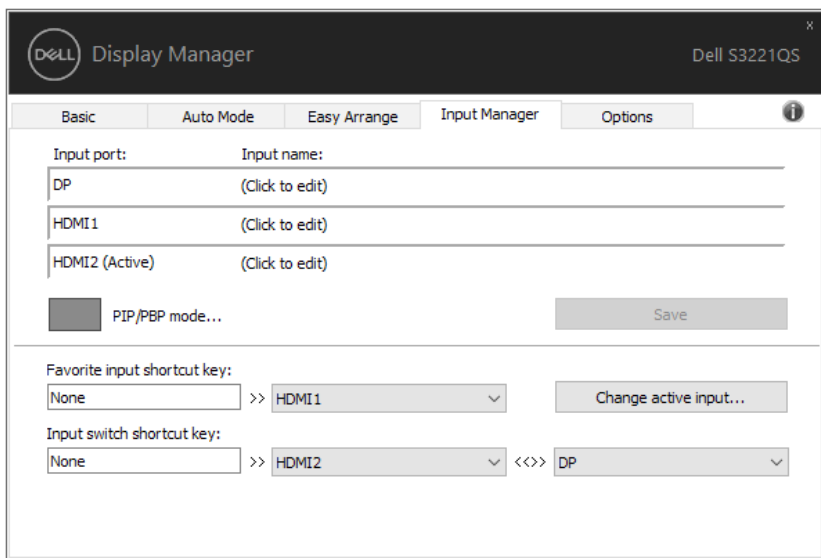 x
DELL Display Manager Dell S3221QS
Basic Auto Mode Easy Arrange Input Manager Options i
Input port: Input name:
DP (Click to edit)
HDMI1 (Click to edit)
HDMI2 (Active) (Click to edit)
PIP/PBP mode... Save
Favorite input shortcut key:
None >> HDMI1 Change active input...
Input switch shortcut key:
None >> HDMI2 <<>> DP